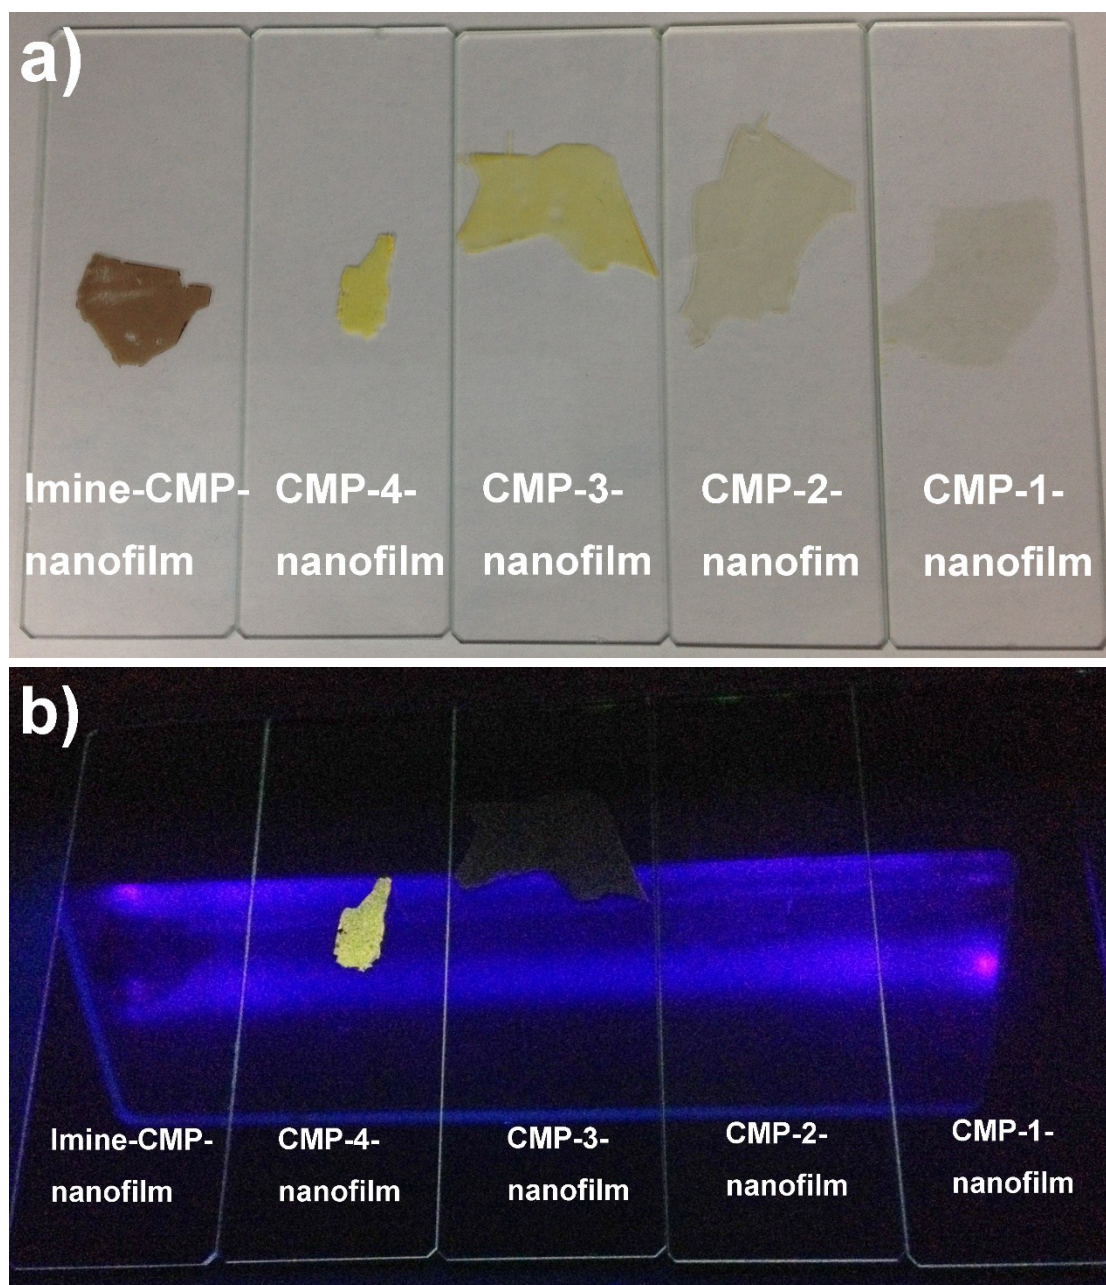 a)
Imine-CMP-
nanofilm
CMP-4-
nanofilm
CMP-3-
nanofilm
CMP-2-
nanofim
CMP-1-
nanofilm
b)
Imine-CMP-
nanofilm
CMP-4-
nanofilm
CMP-3-
nanofilm
CMP-2-
nanofilm
CMP-1-
nanofilm